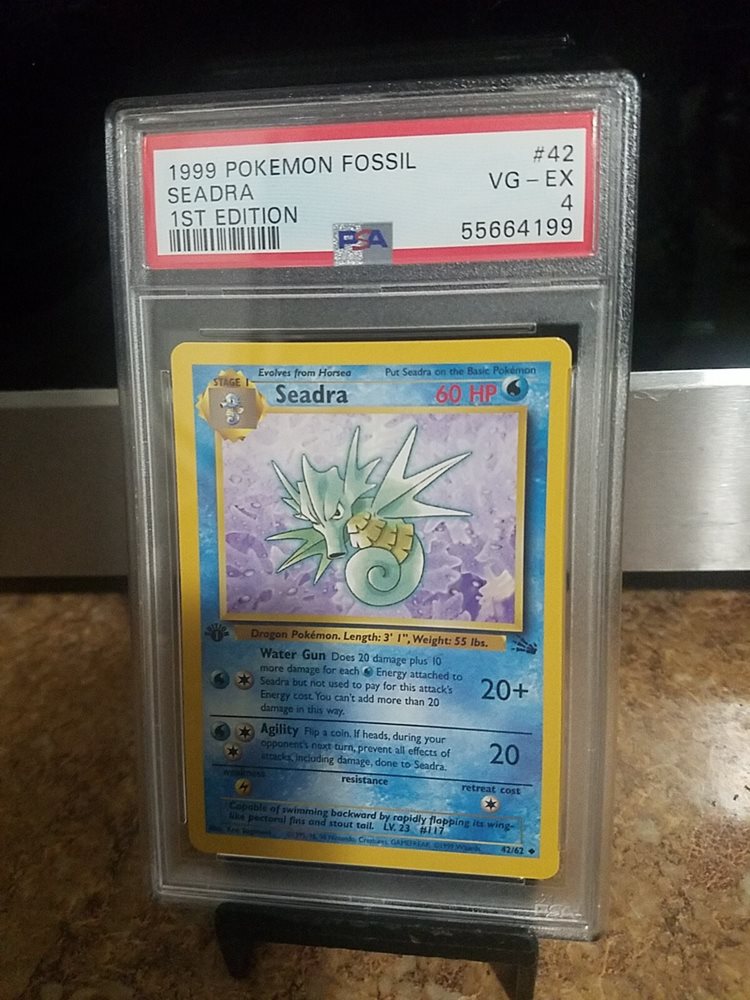 1999 POKEMON FOSSIL #42
SEADRA VG - EX
1ST EDITION 4
PSA 55664199
Evolves from Horsea Put Seadra on the Basic Pokémon
STAGE 1
Seadra 60 HP
EDITION
1
Dragon Pokémon. Length: 3' 1", Weight: 55 lbs.
Water Gun Does 20 damage plus 10
more damage for each Energy attached to
Seadra but not used to pay for this attack's
Energy cost. You can't add more than 20
damage in this way.
20+
Agility Flip a coin. If heads, during your
opponent's next turn, prevent all effects of
attacks, including damage, done to Seadra.
20
weakness resistance retreat cost
Capable of swimming backward by rapidly flapping its wing-
like pectoral fins and stout tail. LV. 23 #117
42/62